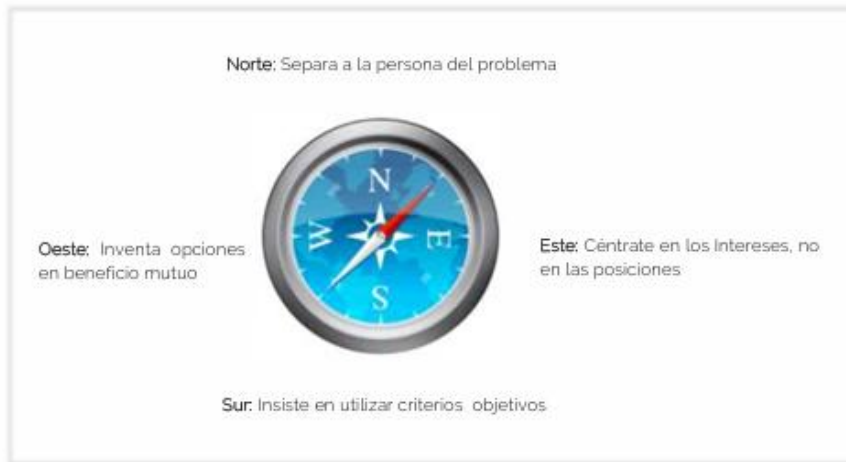 Norte: Separa a la persona del problema
N
Oeste: Inventa opciones
en beneficio mutuo
W
E
Este: Céntrate en los Intereses, no
en las posiciones
S
Sur: Insiste en utilizar criterios objetivos